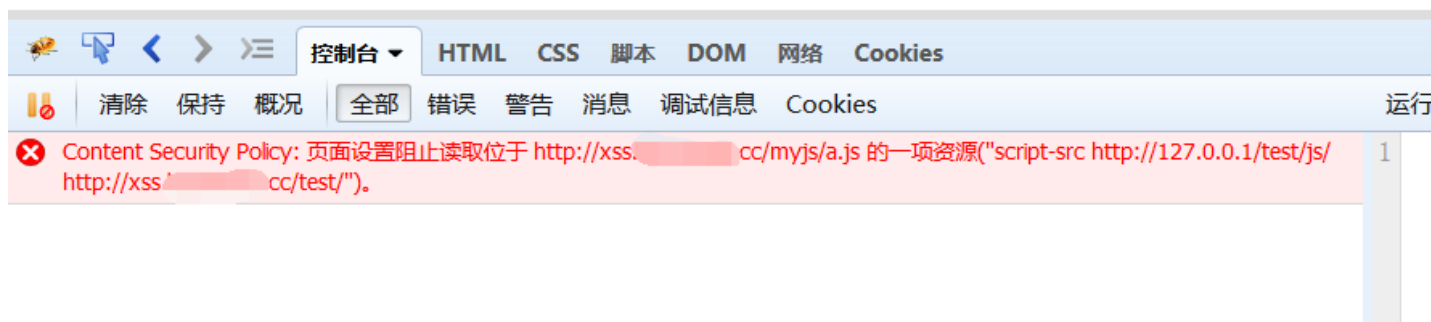 控制台 HTML CSS 脚本 DOM 网络 Cookies
清除 保持 概况 全部 错误 警告 消息 调试信息 Cookies 运行
Content Security Policy: 页面设置阻止读取位于 http://xss. cc/myjs/a.js 的一项资源("script-src http://127.0.0.1/test/js/
http://xss cc/test/")。
1